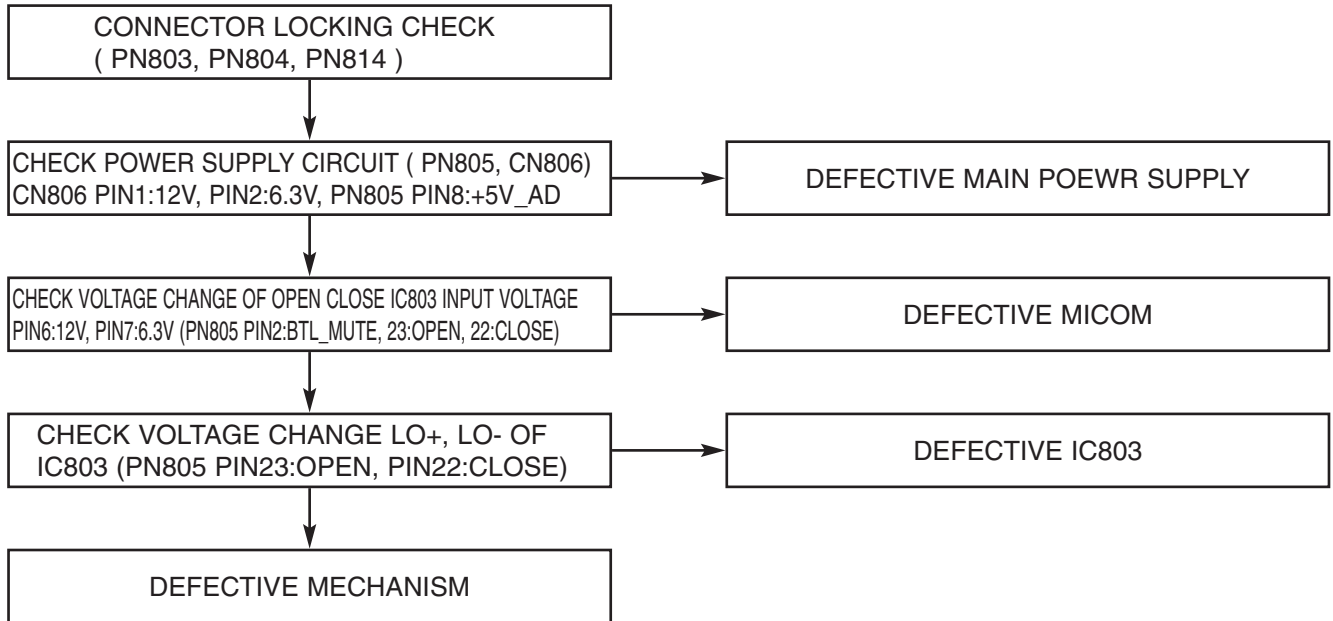 CONNECTOR LOCKING CHECK
( PN803, PN804, PN814 )
CHECK POWER SUPPLY CIRCUIT ( PN805, CN806)
CN806 PIN1:12V, PIN2:6.3V, PN805 PIN8:+5V_AD
DEFECTIVE MAIN POEWR SUPPLY
CHECK VOLTAGE CHANGE OF OPEN CLOSE IC803 INPUT VOLTAGE
PIN6:12V, PIN7:6.3V (PN805 PIN2:BTL_MUTE, 23:OPEN, 22:CLOSE)
DEFECTIVE MICOM
CHECK VOLTAGE CHANGE LO+, LO- OF
IC803 (PN805 PIN23:OPEN, PIN22:CLOSE)
DEFECTIVE IC803
DEFECTIVE MECHANISM